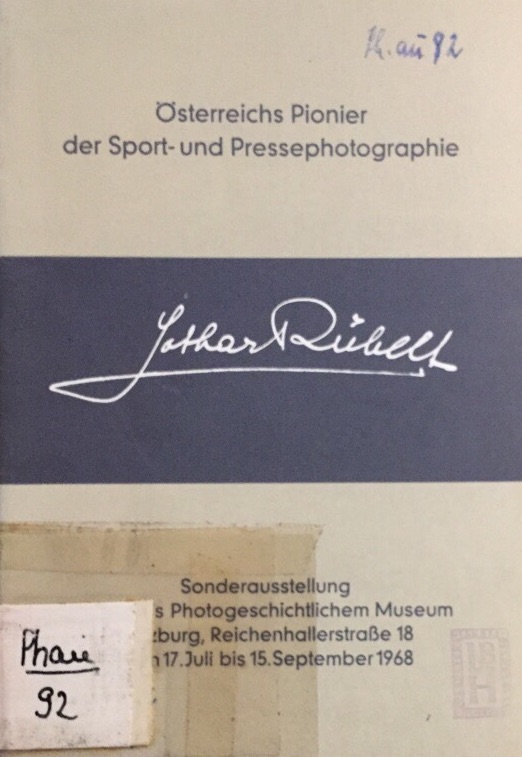 92
Österreichs Pionier
der Sport- und Pressephotographie
Lothar Rübelt
Sonderausstellung
s Photogeschichtlichem Museum
zburg, Reichenhallerstraße 18
17. Juli bis 15. September 1968
92